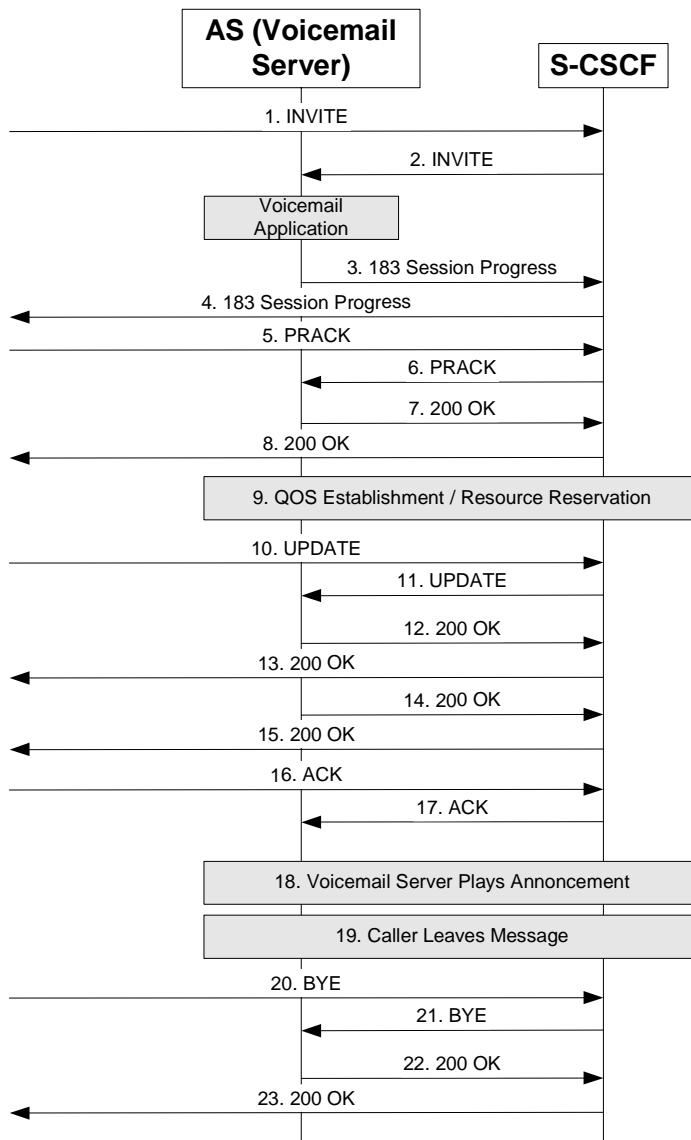 AS (Voicemail
Server)
S-CSCF
1. INVITE
2. INVITE
Voicemail
Application
3. 183 Session Progress
4. 183 Session Progress
5. PRACK
6. PRACK
7. 200 OK
8. 200 OK
9. QOS Establishment / Resource Reservation
10. UPDATE
11. UPDATE
12. 200 OK
13. 200 OK
14. 200 OK
15. 200 OK
16. ACK
17. ACK
18. Voicemail Server Plays Annoncement
19. Caller Leaves Message
20. BYE
21. BYE
22. 200 OK
23. 200 OK